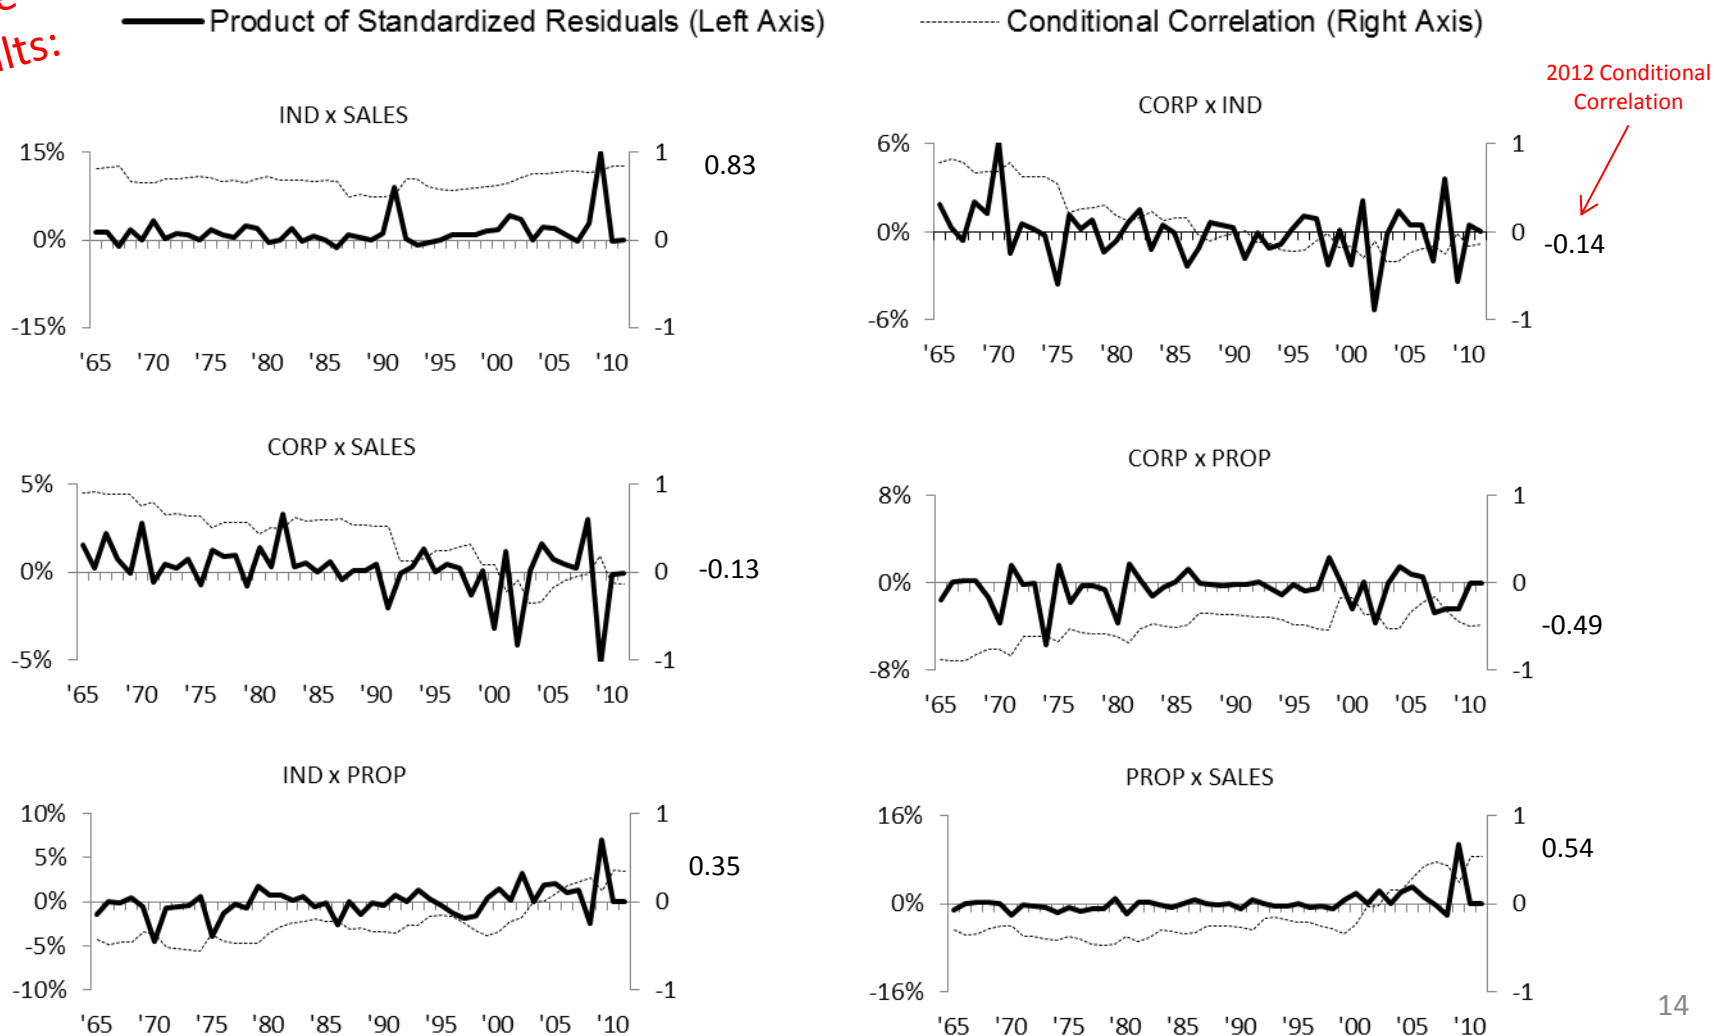 lts:
Product of Standardized Residuals (Left Axis)
Conditional Correlation (Right Axis)
2012 Conditional
Correlation
IND x SALES
15%
0%
-15%
1
0
-1
0.83
'65 '70 '75 '80 '85 '90 '95 '00 '05 '10
CORP x IND
6%
0%
-6%
1
0
-1
-0.14
'65 '70 '75 '80 '85 '90 '95 '00 '05 '10
CORP x SALES
5%
0%
-5%
1
0
-1
-0.13
'65 '70 '75 '80 '85 '90 '95 '00 '05 '10
CORP x PROP
8%
0%
-8%
1
0
-1
-0.49
'65 '70 '75 '80 '85 '90 '95 '00 '05 '10
IND x PROP
10%
5%
0%
-5%
-10%
1
0
-1
0.35
'65 '70 '75 '80 '85 '90 '95 '00 '05 '10
PROP x SALES
16%
0%
-16%
1
0
-1
0.54
'65 '70 '75 '80 '85 '90 '95 '00 '05 '10
14